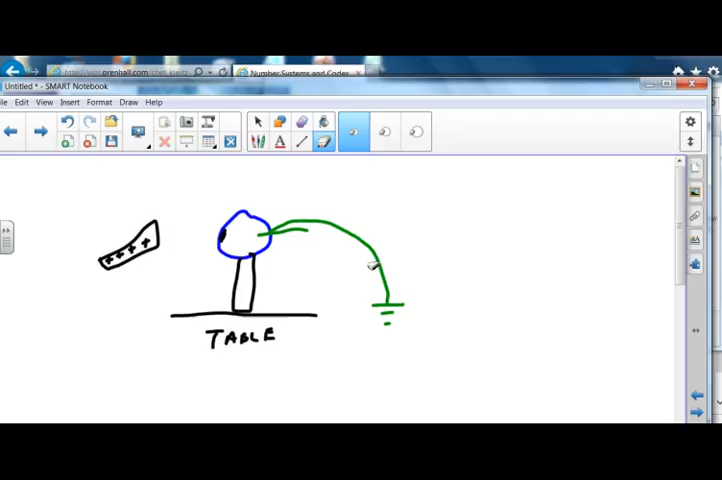 Number Systems and Codes
Untitled * - SMART Notebook
File Edit View Insert Format Draw Help
++++
TABLE